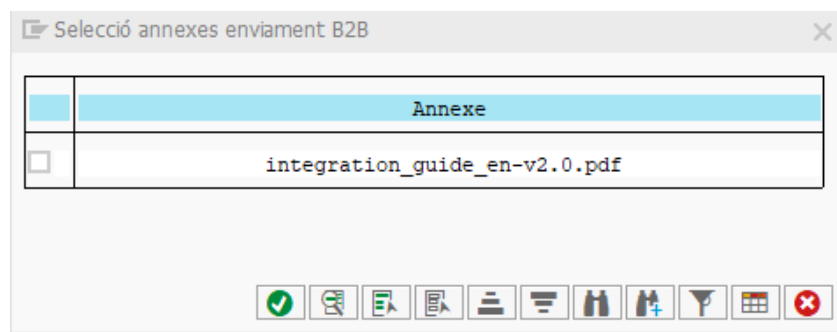 Selecció annexes enviament B2B
Annexe
integration_guide_en-v2.0.pdf